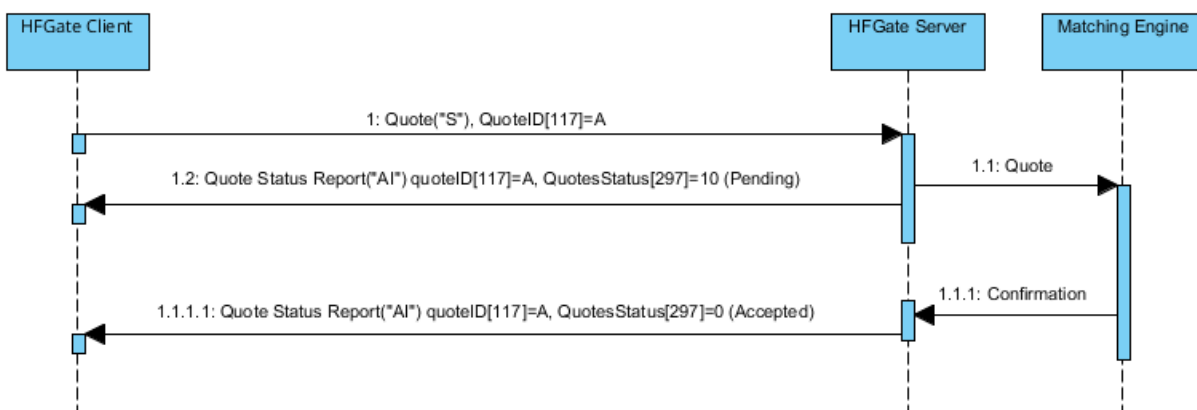 HFGate Client
HFGate Server
Matching Engine
1: Quote("S"), QuoteID[117]=A
1.1: Quote
1.2: Quote Status Report("AI") quoteID[117]=A, QuotesStatus[297]=10 (Pending)
1.1.1: Confirmation
1.1.1.1: Quote Status Report("AI") quoteID[117]=A, QuotesStatus[297]=0 (Accepted)